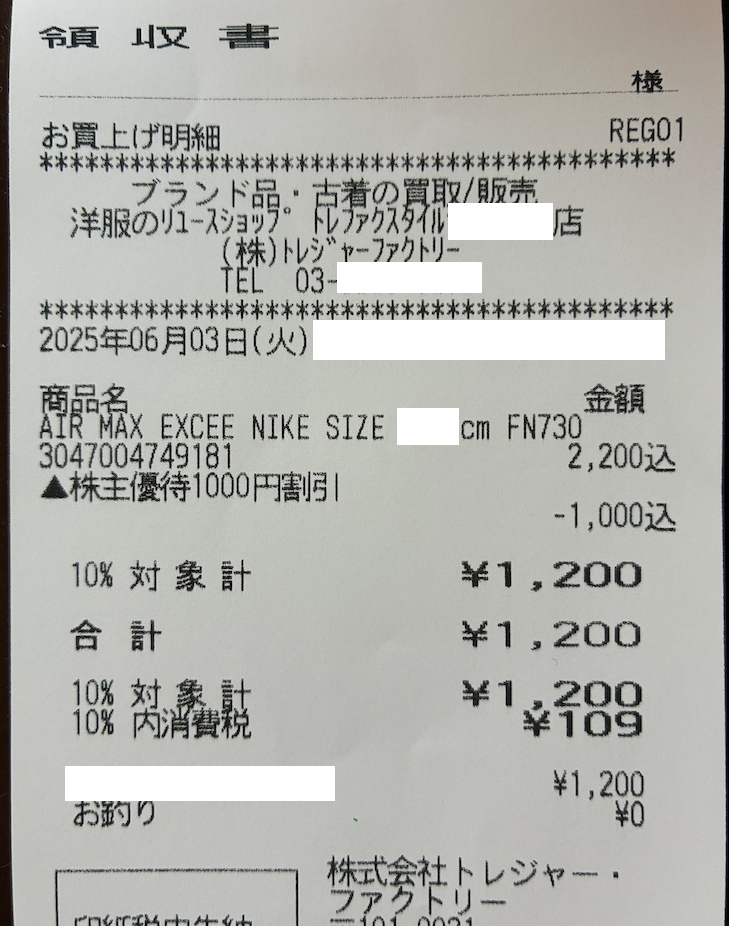 領収書
様
お買上げ明細 REG01
******************************************
ブランド品・古着の買取/販売
洋服のリユースショップ トレファクスタイル 店
(株)トレジャーファクトリー
TEL 03-
******************************************
2025年06月03日(火)
商品名 金額
AIR MAX EXCEE NIKE SIZE cm FN730
3047004749181 2,200込
▲株主優待1000円割引
-1,000込
10% 対象計 ¥1,200
合計 ¥1,200
10% 対象計 ¥1,200
10% 内消費税 ¥109
¥1,200
お釣り ¥0
株式会社トレジャー・
ファクトリー